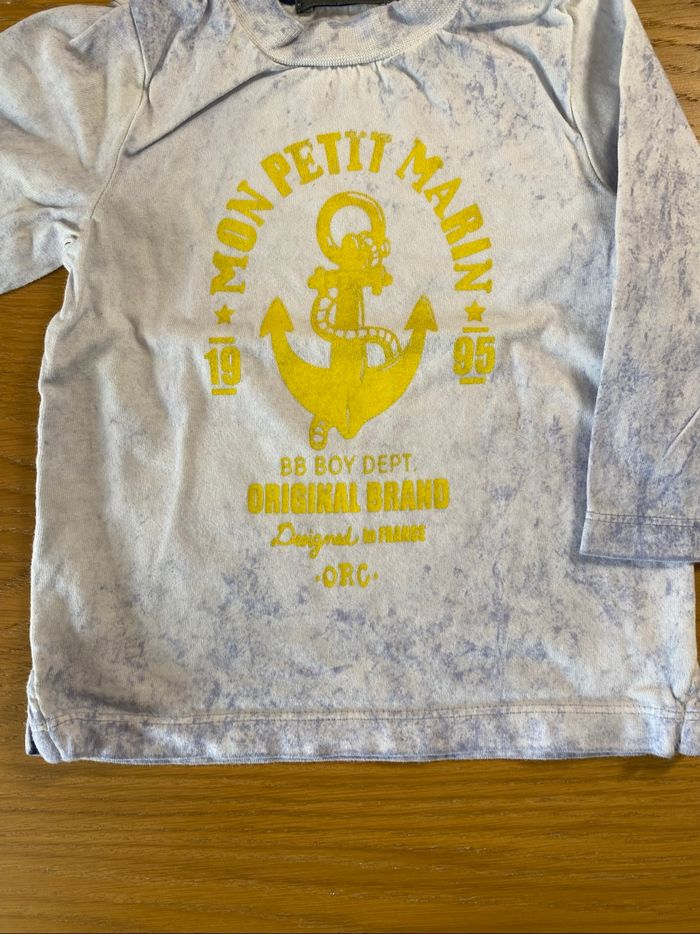 MON PETIT MARIN
19 95
BB BOY DEPT.
ORIGINAL BRAND
Designed in FRANCE
·ORC·